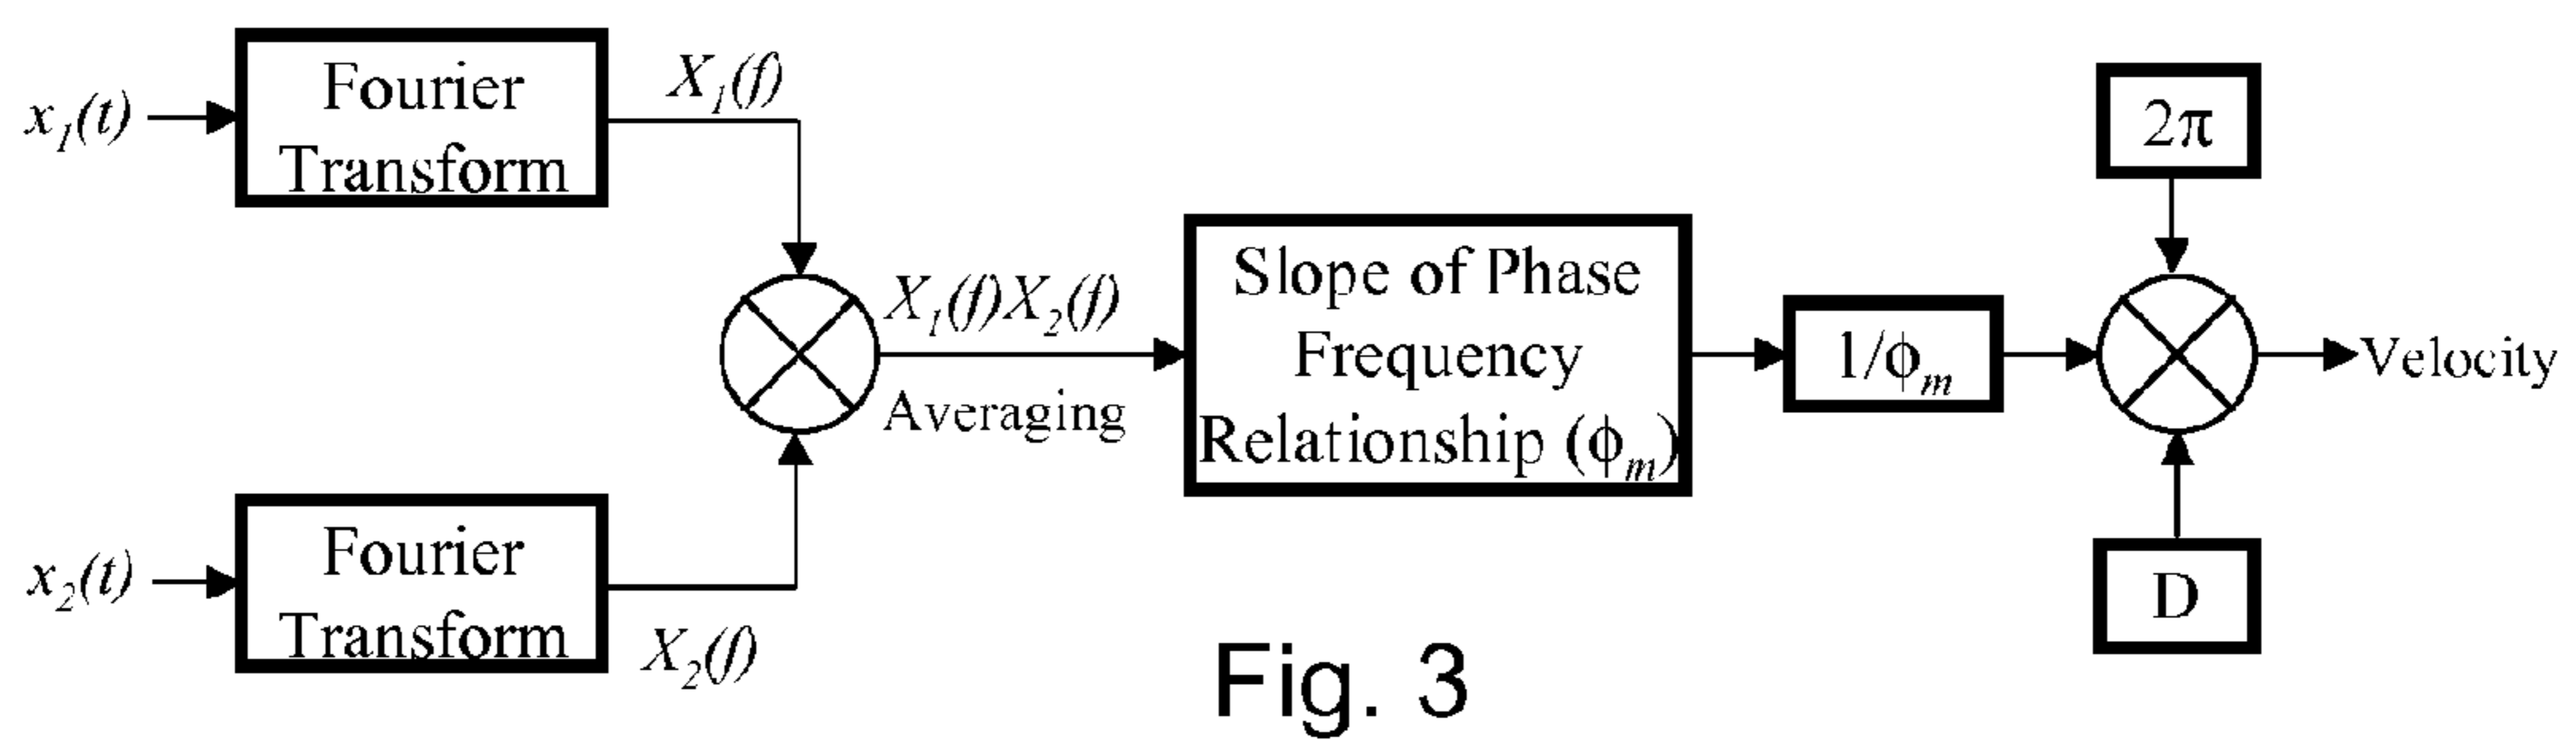 x₁(t)
Fourier
Transform
X₁(f)
x₂(t)
Fourier
Transform
X₂(f)
X₁(f)X₂(f)
Averaging
Slope of Phase
Frequency
Relationship (ϕₘ)
1/ϕₘ
2π
D
Velocity
Fig. 3